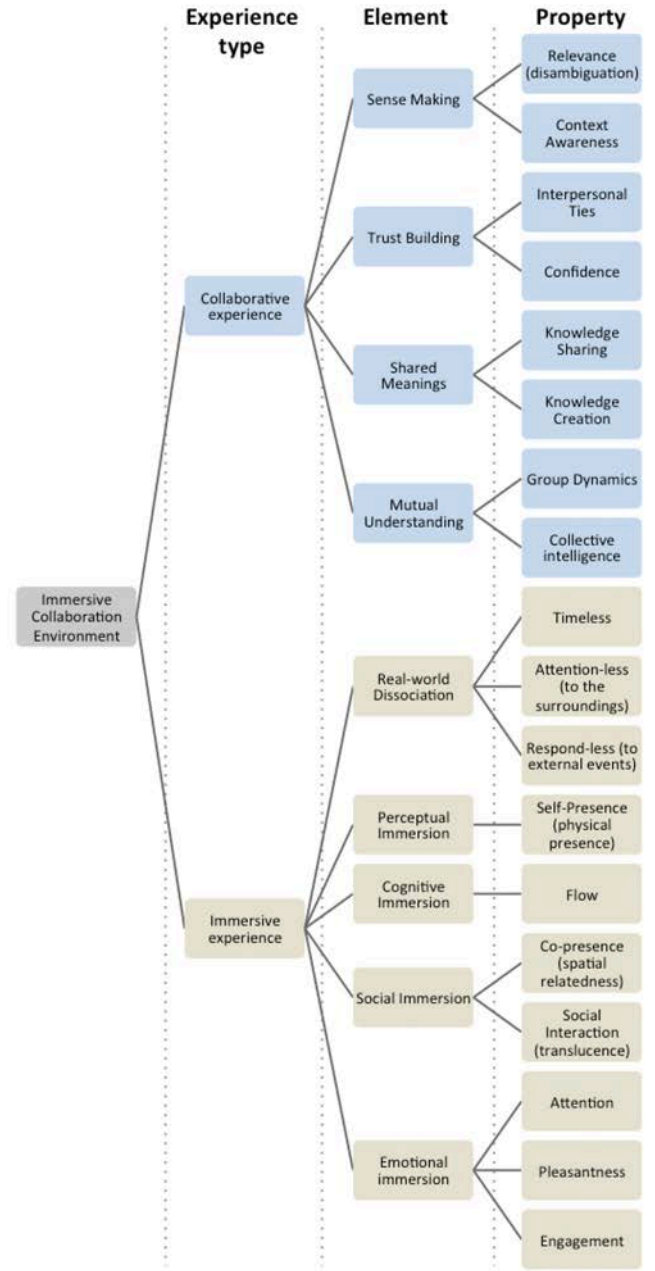 Experience
type
Element
Property
Relevance
(disambiguation)
Sense Making
Context
Awareness
Interpersonal
Ties
Trust Building
Confidence
Collaborative
experience
Knowledge
Sharing
Shared
Meanings
Knowledge
Creation
Group Dynamics
Mutual
Understanding
Collective
intelligence
Immersive
Collaboration
Environment
Timeless
Real-world
Dissociation
Attention-less
(to the
surroundings)
Respond-less (to
external events)
Perceptual
Immersion
Self-Presence
(physical
presence)
Cognitive
Immersion
Flow
Immersive
experience
Co-presence
(spatial
relatedness)
Social Immersion
Social
Interaction
(translucence)
Attention
Emotional
immersion
Pleasantness
Engagement